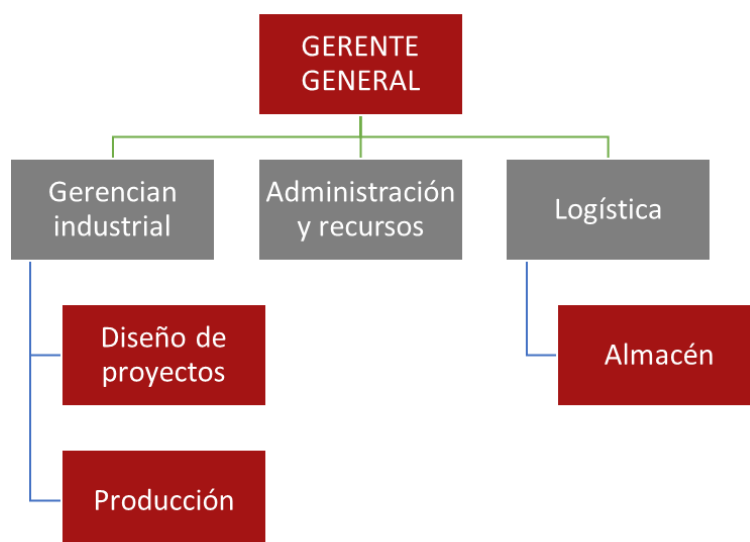 GERENTE
GENERAL
Gerencian
industrial
Administración
y recursos
Logística
Diseño de
proyectos
Almacén
Producción